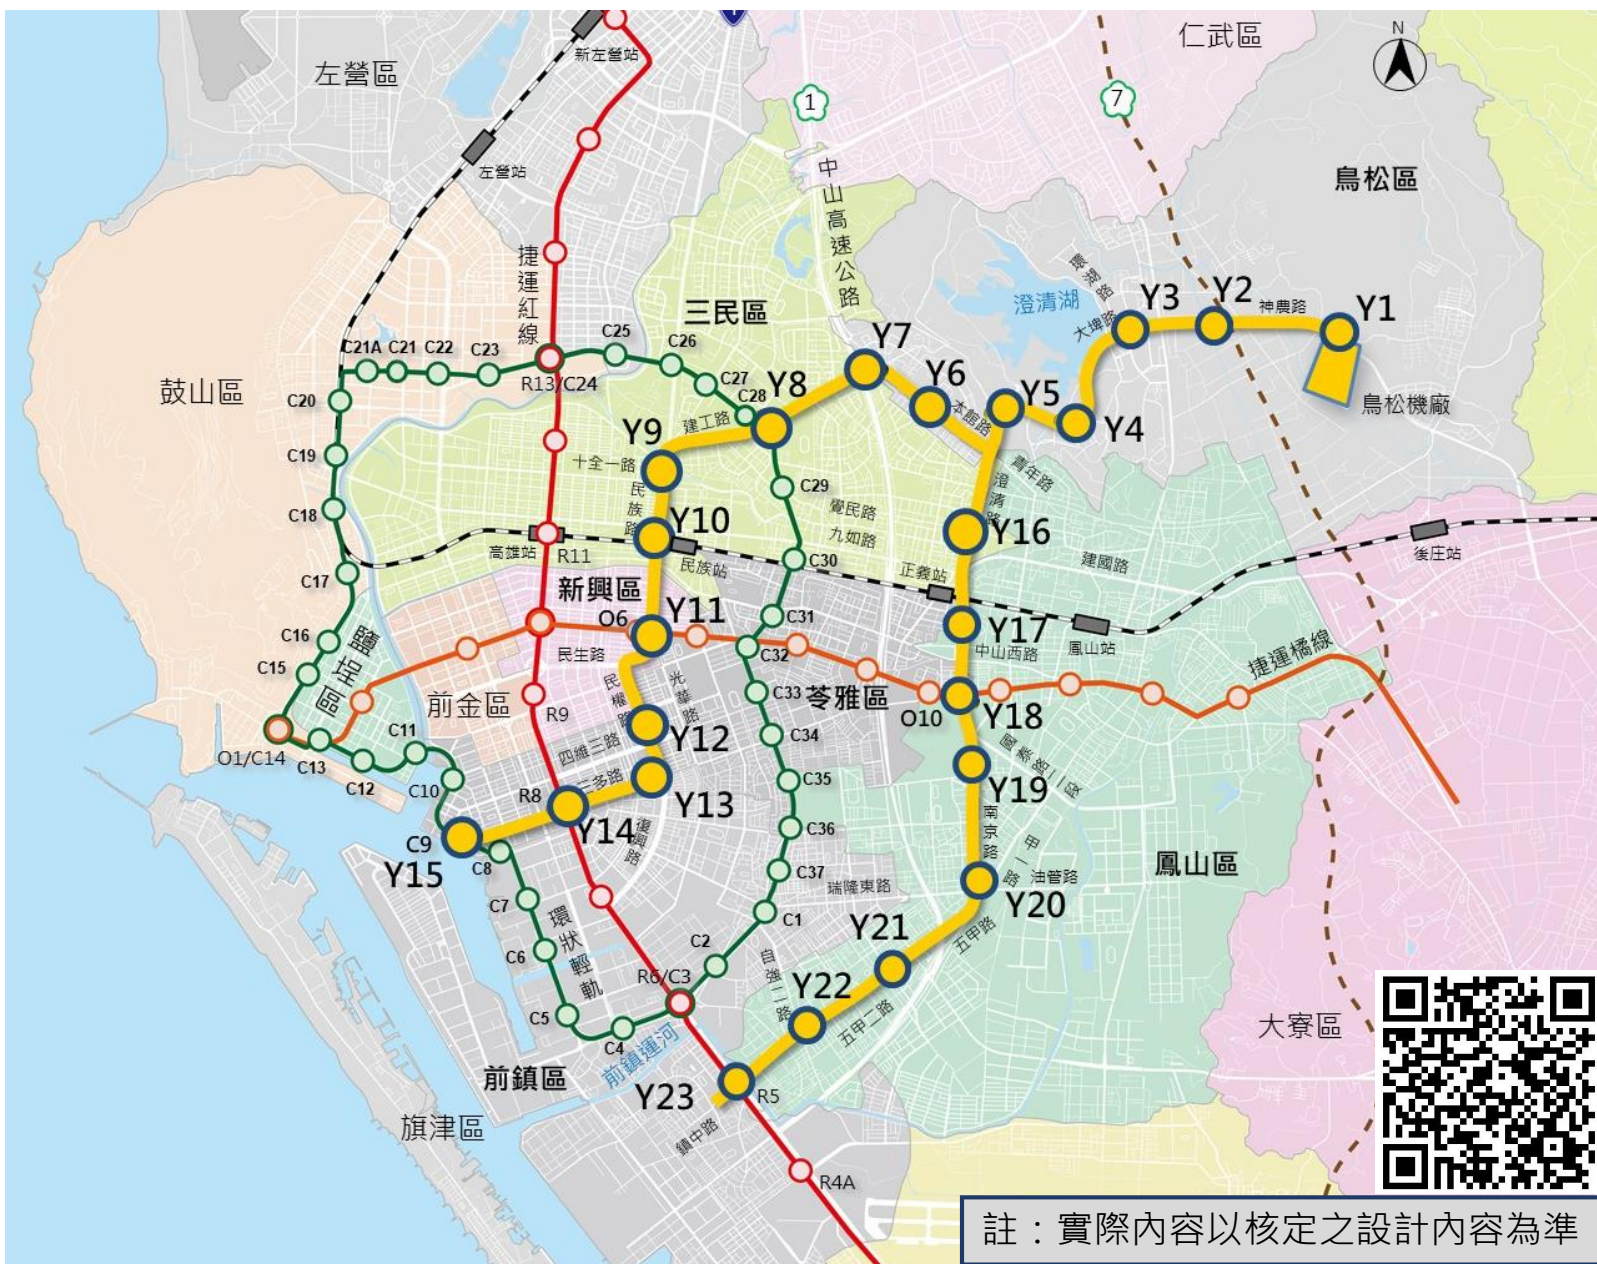 仁武區
N
新左營站
左營區
1
7
左營站
鳥松區
中山高速公路
捷運紅線
環湖路
澄清湖
大埤路
Y3
Y2
神農路
Y1
三民區
C21A
C21
C22
C23
C25
C26
C27
C28
R13/C24
Y7
Y6
Y5
Y4
Y8
本館路
鳥松機廠
鼓山區
C20
建工路
Y9
十全一路
民族路
C19
C29
青年路
澄清路
覺民路
九如路
C18
Y10
Y16
高雄站
R11
民族站
C30
正義站
建國路
後庄站
C17
新興區
O6
Y11
C31
Y17
中山西路
鳳山站
C16
C15
鹽埕區
民生路
C32
捷運橘線
民權路
光華路
前金區
R9
C33
苓雅區
O10
Y18
O1/C14
C13
C12
C11
C10
四維三路
Y12
C34
國泰路二段
三多路
Y13
C35
Y19
南京路
R8
Y14
復興路
C36
C9
Y15
C8
C37
瑞隆東路
甲一路
油管路
鳳山區
C7
環狀輕軌
C1
Y20
C6
C2
自強二路
Y21
五甲路
R6/C3
C5
C4
前鎮運河
Y22
五甲二路
大寮區
前鎮區
Y23
R5
旗津區
鎮中路
R4A
註：實際內容以核定之設計內容為準